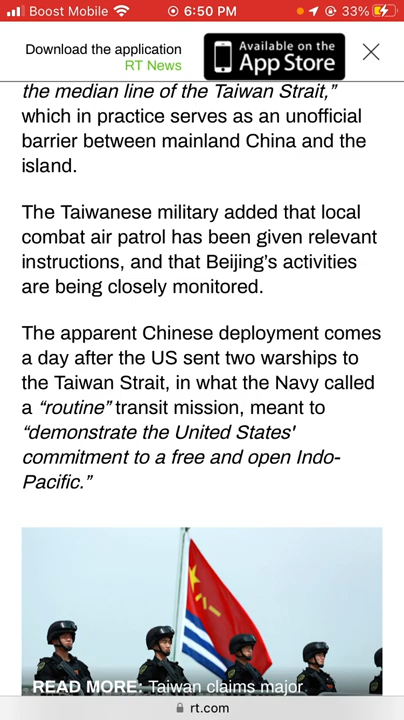 Boost Mobile 6:50 PM 33%
Download the application
RT News
Available on the
App Store
the median line of the Taiwan Strait,”
which in practice serves as an unofficial
barrier between mainland China and the
island.
The Taiwanese military added that local
combat air patrol has been given relevant
instructions, and that Beijing’s activities
are being closely monitored.
The apparent Chinese deployment comes
a day after the US sent two warships to
the Taiwan Strait, in what the Navy called
a “routine” transit mission, meant to
“demonstrate the United States'
commitment to a free and open Indo-
Pacific.”
READ MORE: Taiwan claims major
rt.com